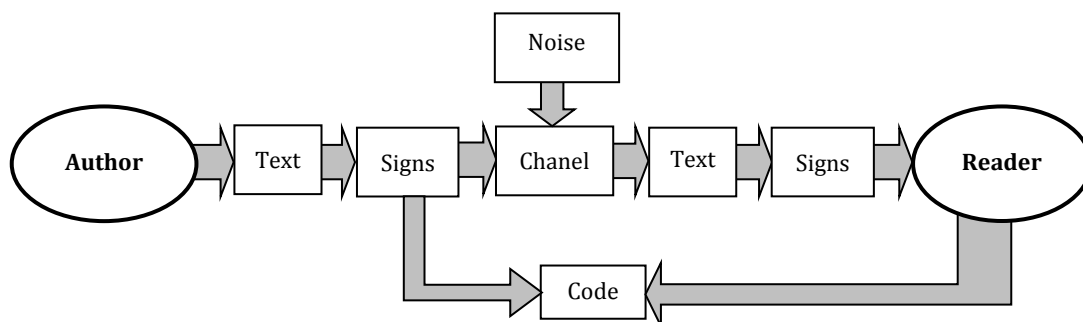 Noise
Author
Text
Signs
Chanel
Text
Signs
Reader
Code